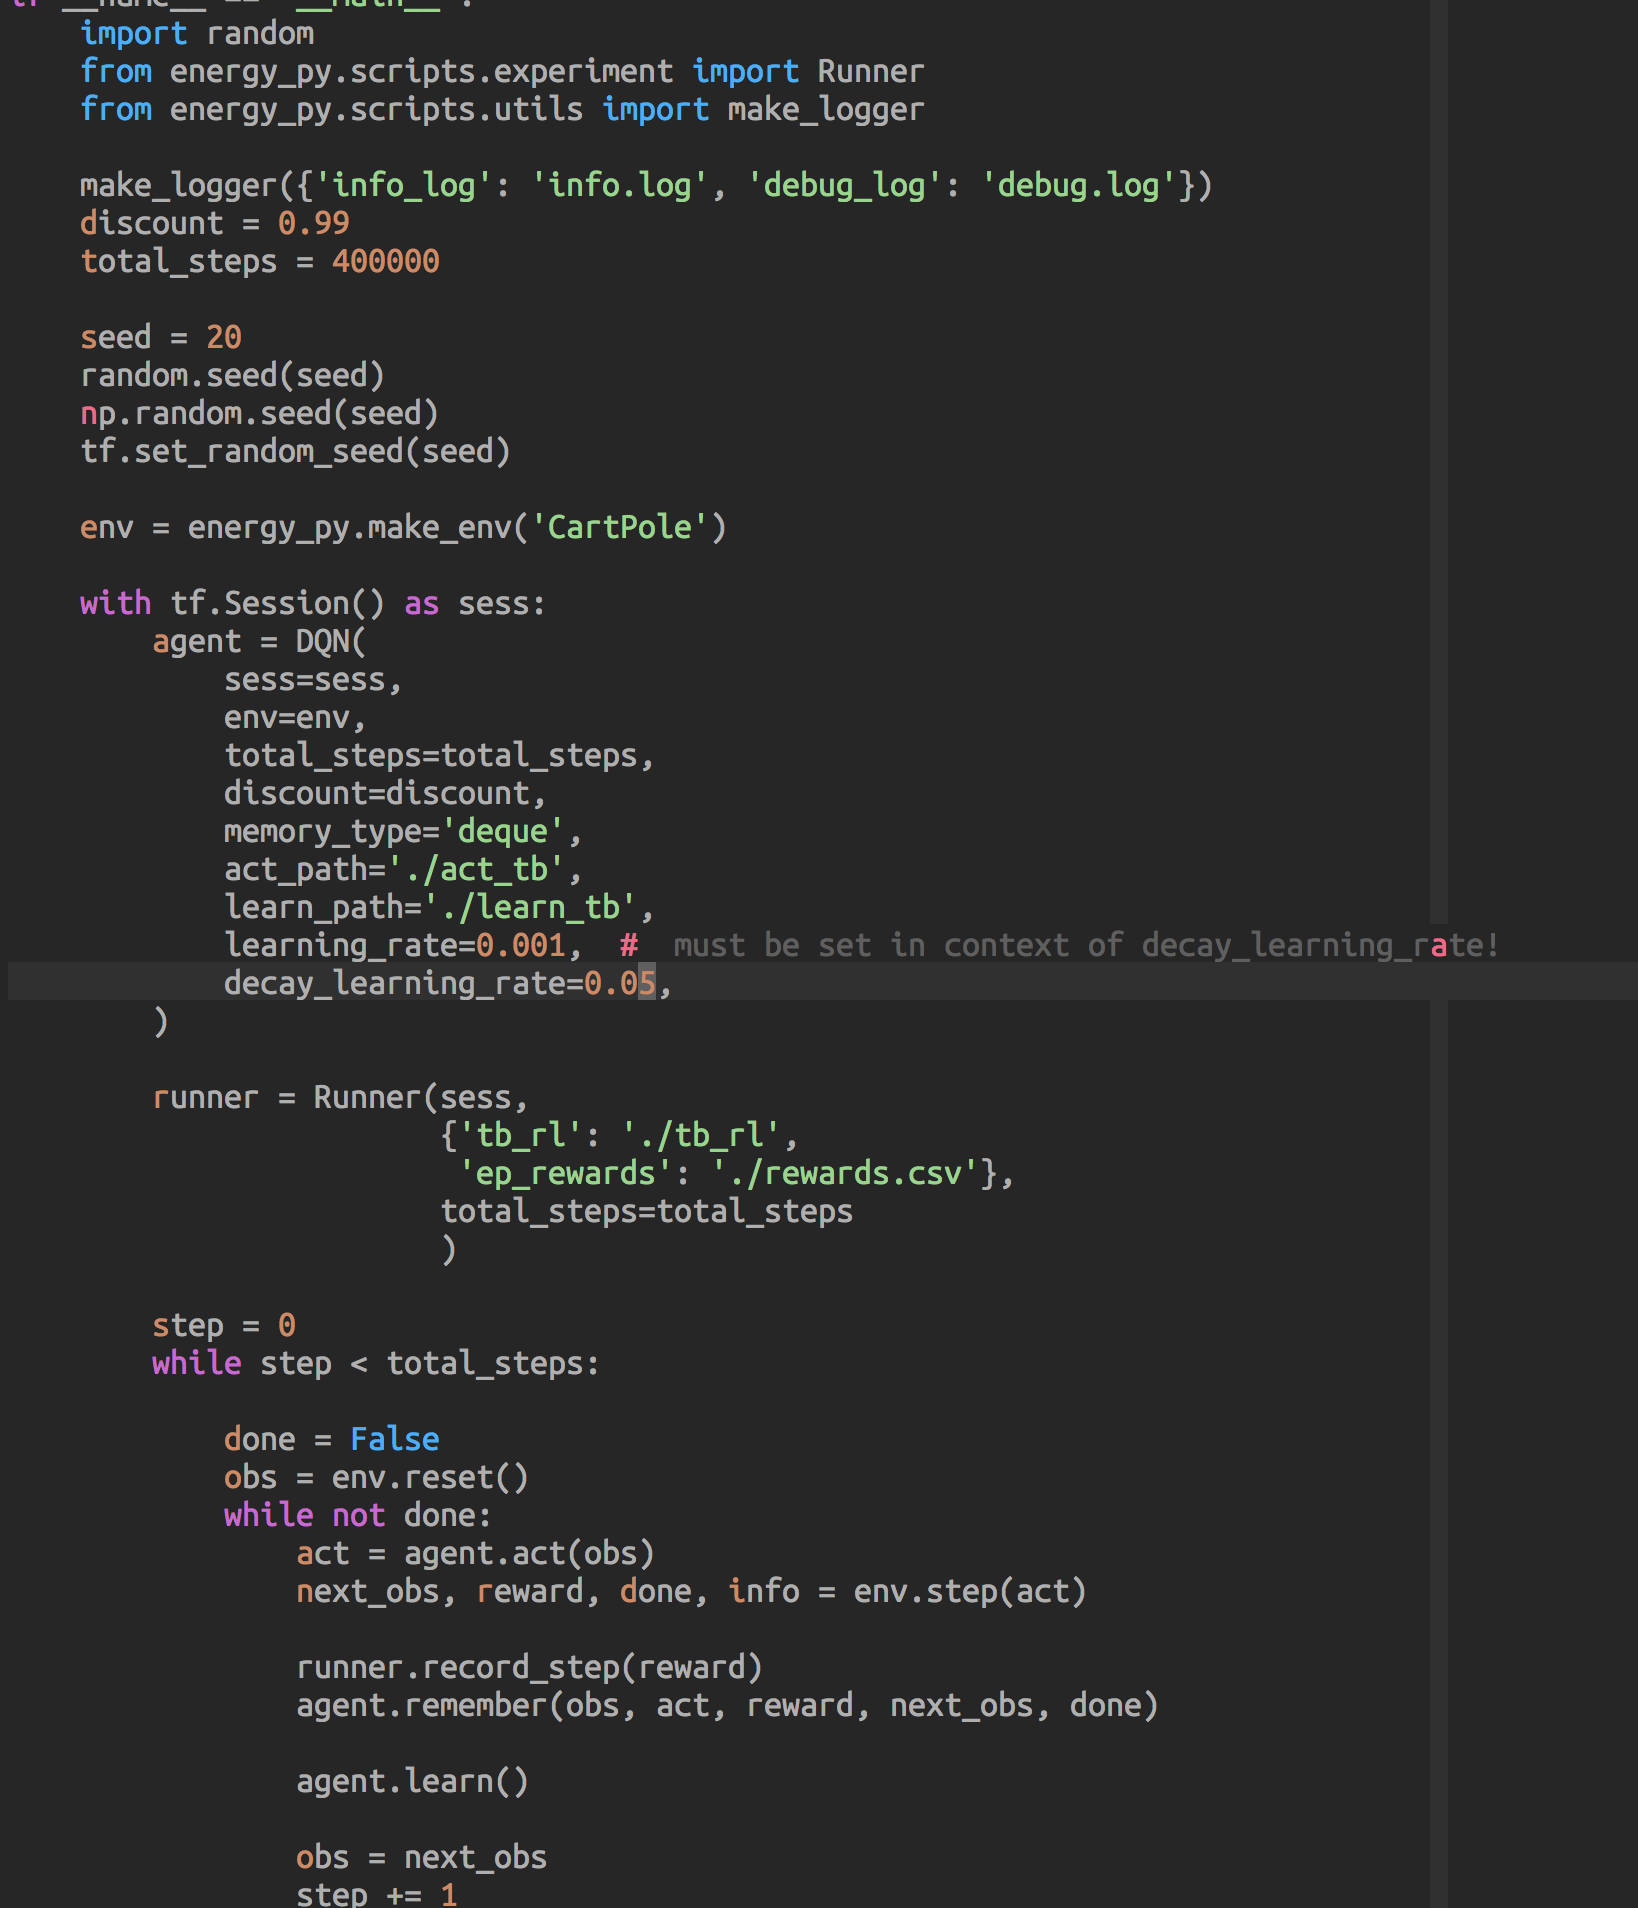 import random
from energy_py.scripts.experiment import Runner
from energy_py.scripts.utils import make_logger
make_logger({'info_log': 'info.log', 'debug_log': 'debug.log'})
discount = 0.99
total_steps = 400000
seed = 20
random.seed(seed)
np.random.seed(seed)
tf.set_random_seed(seed)
env = energy_py.make_env('CartPole')
with tf.Session() as sess:
agent = DQN(
sess=sess,
env=env,
total_steps=total_steps,
discount=discount,
memory_type='deque',
act_path='./act_tb',
learn_path='./learn_tb',
learning_rate=0.001,  #  must be set in context of decay_learning_rate!
decay_learning_rate=0.05,
)
runner = Runner(sess,
{'tb_rl': './tb_rl',
'ep_rewards': './rewards.csv'},
total_steps=total_steps
)
step = 0
while step < total_steps:
done = False
obs = env.reset()
while not done:
act = agent.act(obs)
next_obs, reward, done, info = env.step(act)
runner.record_step(reward)
agent.remember(obs, act, reward, next_obs, done)
agent.learn()
obs = next_obs
step += 1